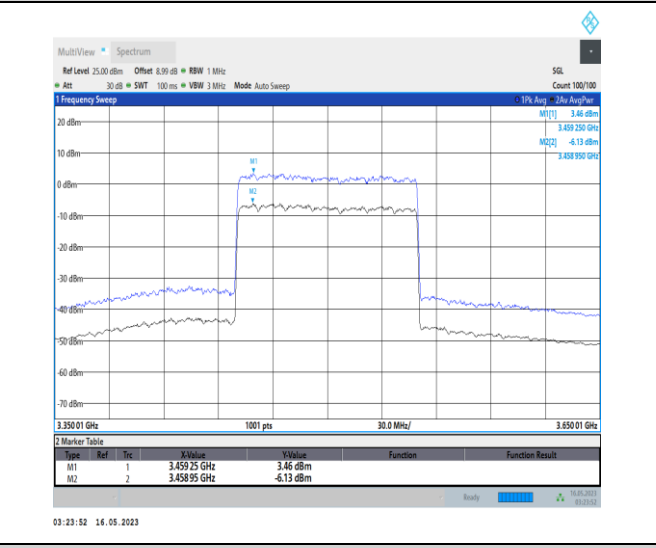 MultiView Spectrum
Ref Level 25.00 dBm Offset 8.99 dB RBW 1 MHz SGL
Att 30 dB SWT 100 ms VBW 3 MHz Mode Auto Sweep Count 100/100
1 Frequency Sweep 1Pk Avg 2Av AvgPwr
M1[1] 3.46 dBm
20 dBm 3.459 250 GHz
M2[2] -6.13 dBm
10 dBm 3.458 950 GHz
M1
0 dBm
M2
-10 dBm
-20 dBm
-30 dBm
-40 dBm
-50 dBm
-60 dBm
-70 dBm
3.350 01 GHz 1001 pts 30.0 MHz/ 3.650 01 GHz
2 Marker Table
Type Ref Trc X-Value Y-Value Function Function Result
M1 1 3.459 25 GHz 3.46 dBm
M2 2 3.458 95 GHz -6.13 dBm
Ready 16.05.2023
03:23:52
03:23:52 16.05.2023